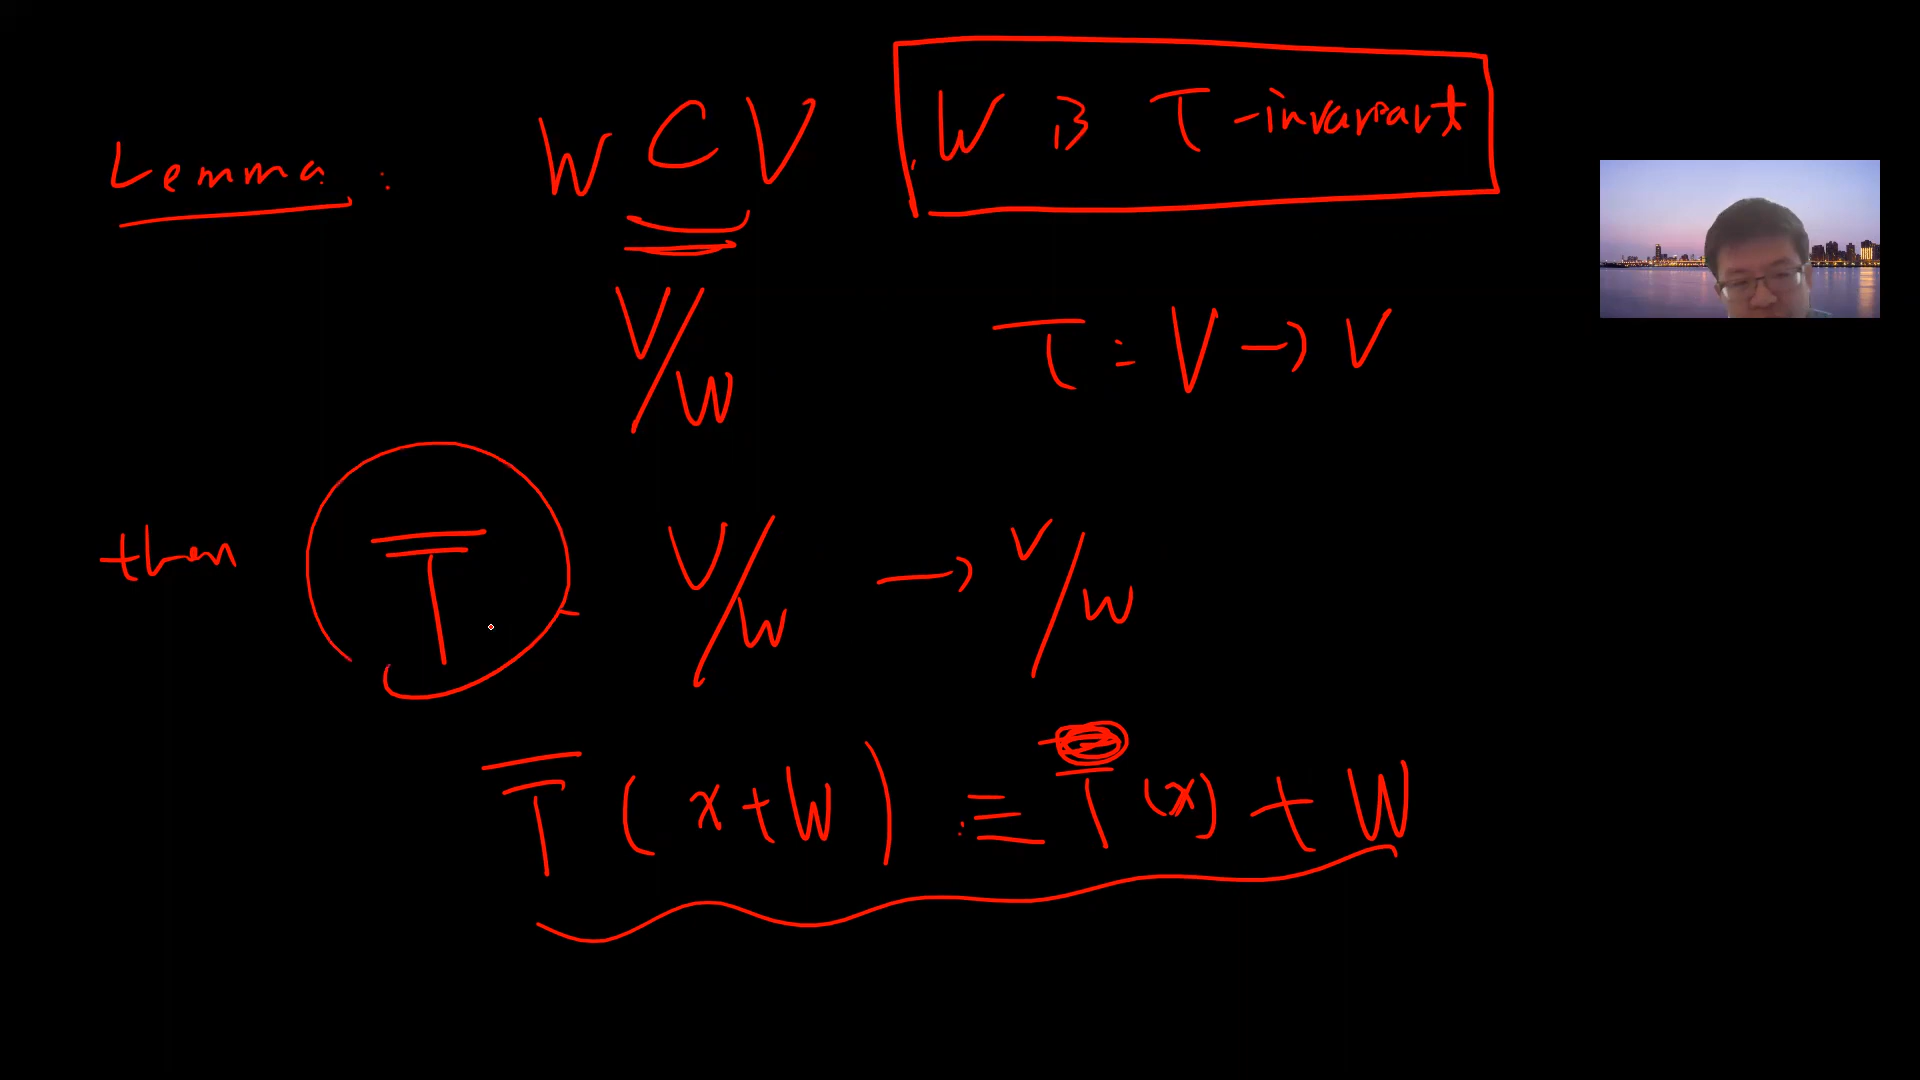 Lemma : W ⊂ V W is T-invariant
V/W T : V → V
then T̄ V/W → V/W
T̄ (x+W) ≡ T(x) + W